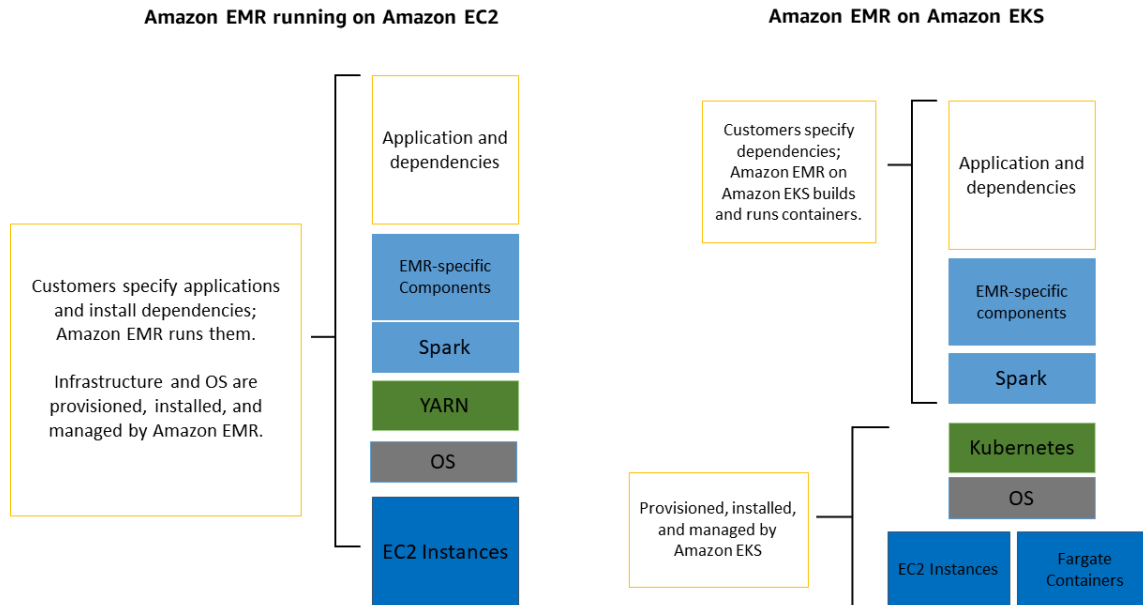 Amazon EMR running on Amazon EC2
Application and
dependencies
EMR-specific
Components
Spark
YARN
OS
EC2 Instances
Customers specify applications
and install dependencies;
Amazon EMR runs them.
Infrastructure and OS are
provisioned, installed, and
managed by Amazon EMR.
Amazon EMR on Amazon EKS
Customers specify
dependencies;
Amazon EMR on
Amazon EKS builds
and runs containers.
Application and
dependencies
EMR-specific
components
Spark
Kubernetes
OS
Provisioned, installed,
and managed by
Amazon EKS
EC2 Instances
Fargate
Containers